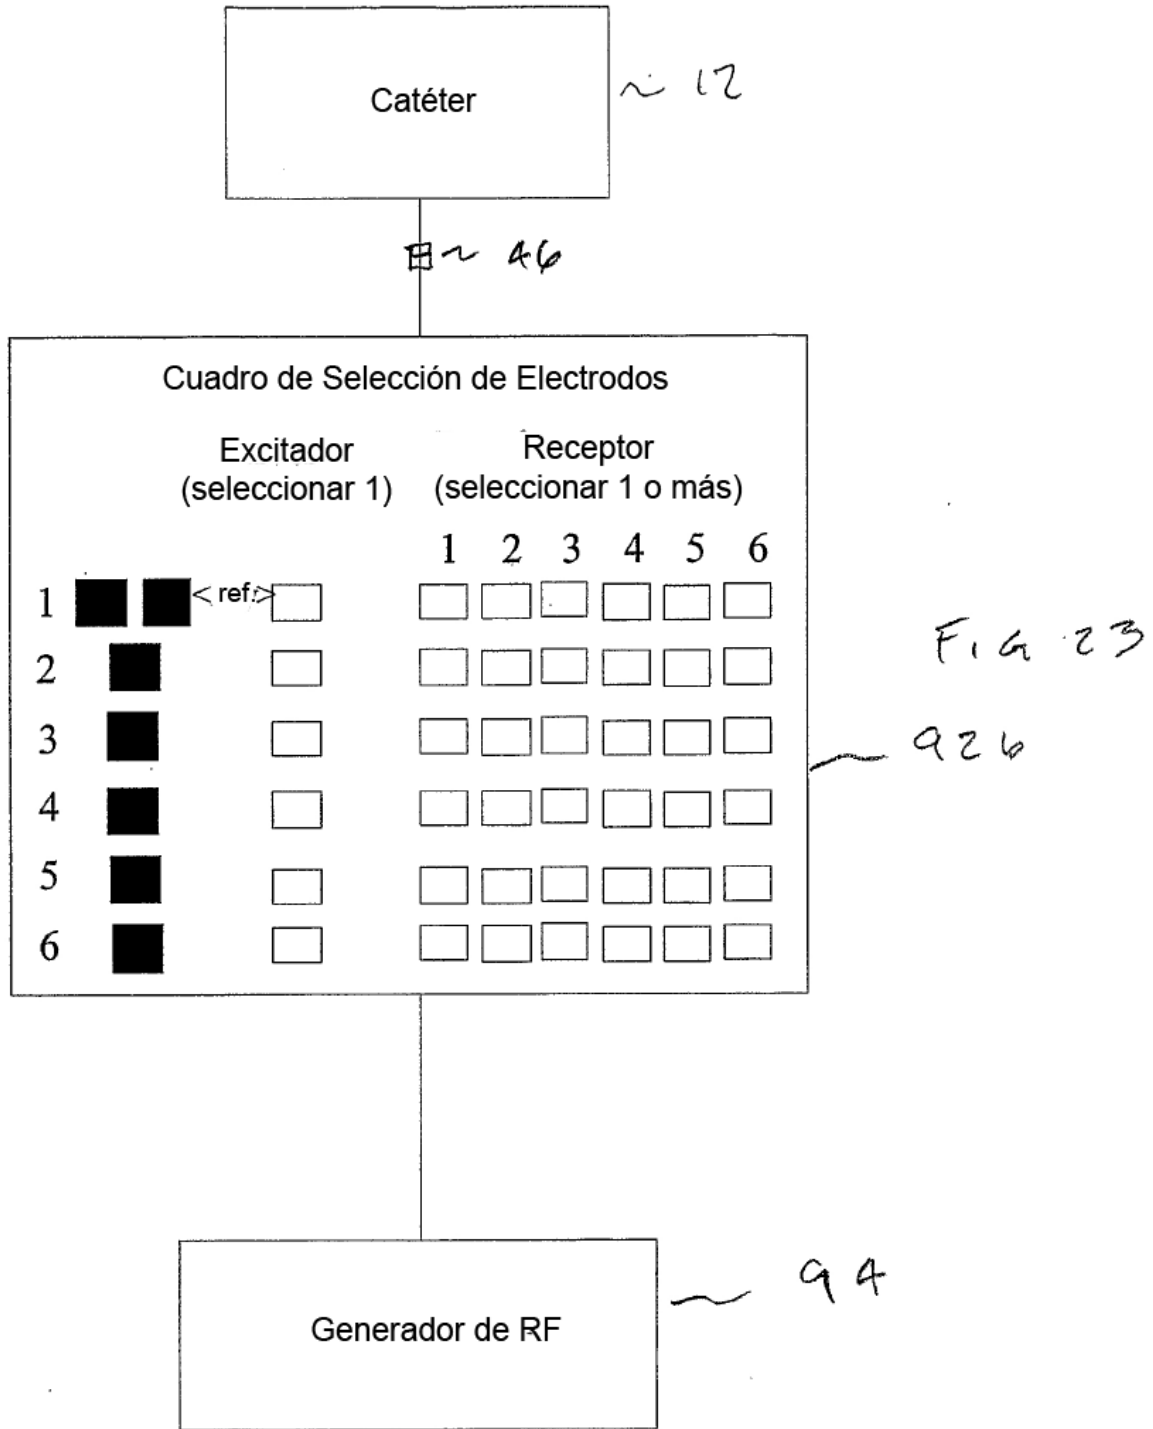 Catéter
~ 12
~ 46
Cuadro de Selección de Electrodos
Excitador
(seleccionar 1)
Receptor
(seleccionar 1 o más)
1 2 3 4 5 6
1 < ref.>
2
3
4
5
6
FIG 23
926
Generador de RF
94